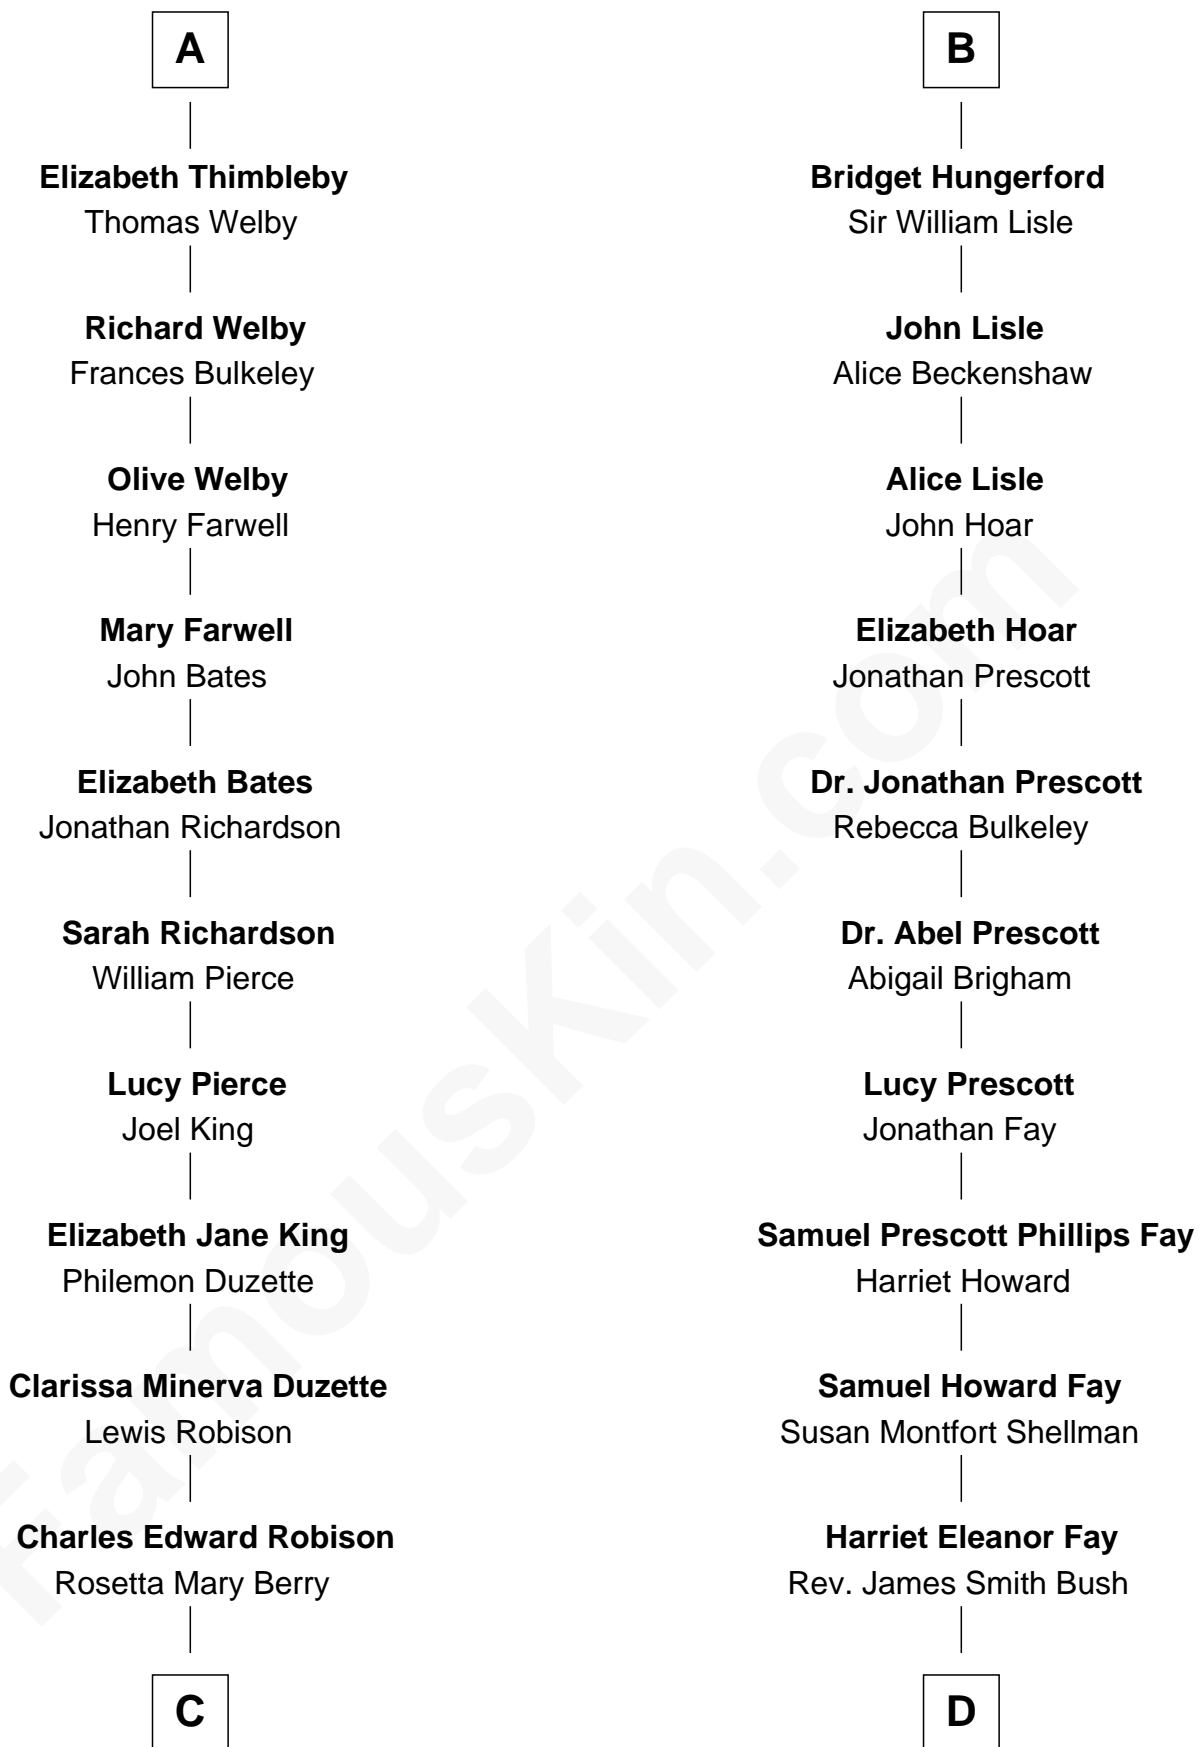 A
Elizabeth Thimbleby
Thomas Welby
Richard Welby
Frances Bulkeley
Olive Welby
Henry Farwell
Mary Farwell
John Bates
Elizabeth Bates
Jonathan Richardson
Sarah Richardson
William Pierce
Lucy Pierce
Joel King
Elizabeth Jane King
Philemon Duzette
Clarissa Minerva Duzette
Lewis Robison
Charles Edward Robison
Rosetta Mary Berry
C
B
Bridget Hungerford
Sir William Lisle
John Lisle
Alice Beckenshaw
Alice Lisle
John Hoar
Elizabeth Hoar
Jonathan Prescott
Dr. Jonathan Prescott
Rebecca Bulkeley
Dr. Abel Prescott
Abigail Brigham
Lucy Prescott
Jonathan Fay
Samuel Prescott Phillips Fay
Harriet Howard
Samuel Howard Fay
Susan Montfort Shellman
Harriet Eleanor Fay
Rev. James Smith Bush
D
FamousKin.com